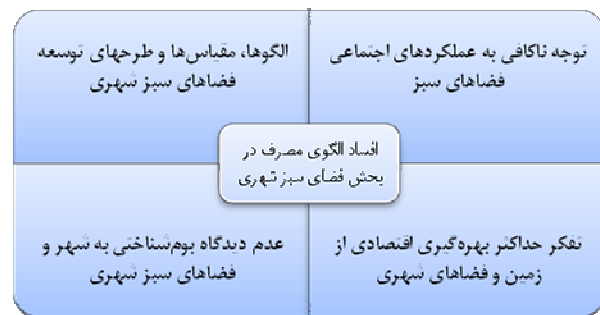 توجه ناکافی به عملکردهای اجتماعی
فضاهای سبز
الگوها، مقیاس‌ها و طرحهای توسعه
فضاهای سبز شهری
افساد الگوی مصرف در
بخش فضای سبز شهری
تفکر حداکثر بهره‌گیری اقتصادی از
زمین و فضاهای شهری
عدم دیدگاه بوم‌شناختی به شهر و
فضاهای سبز شهری